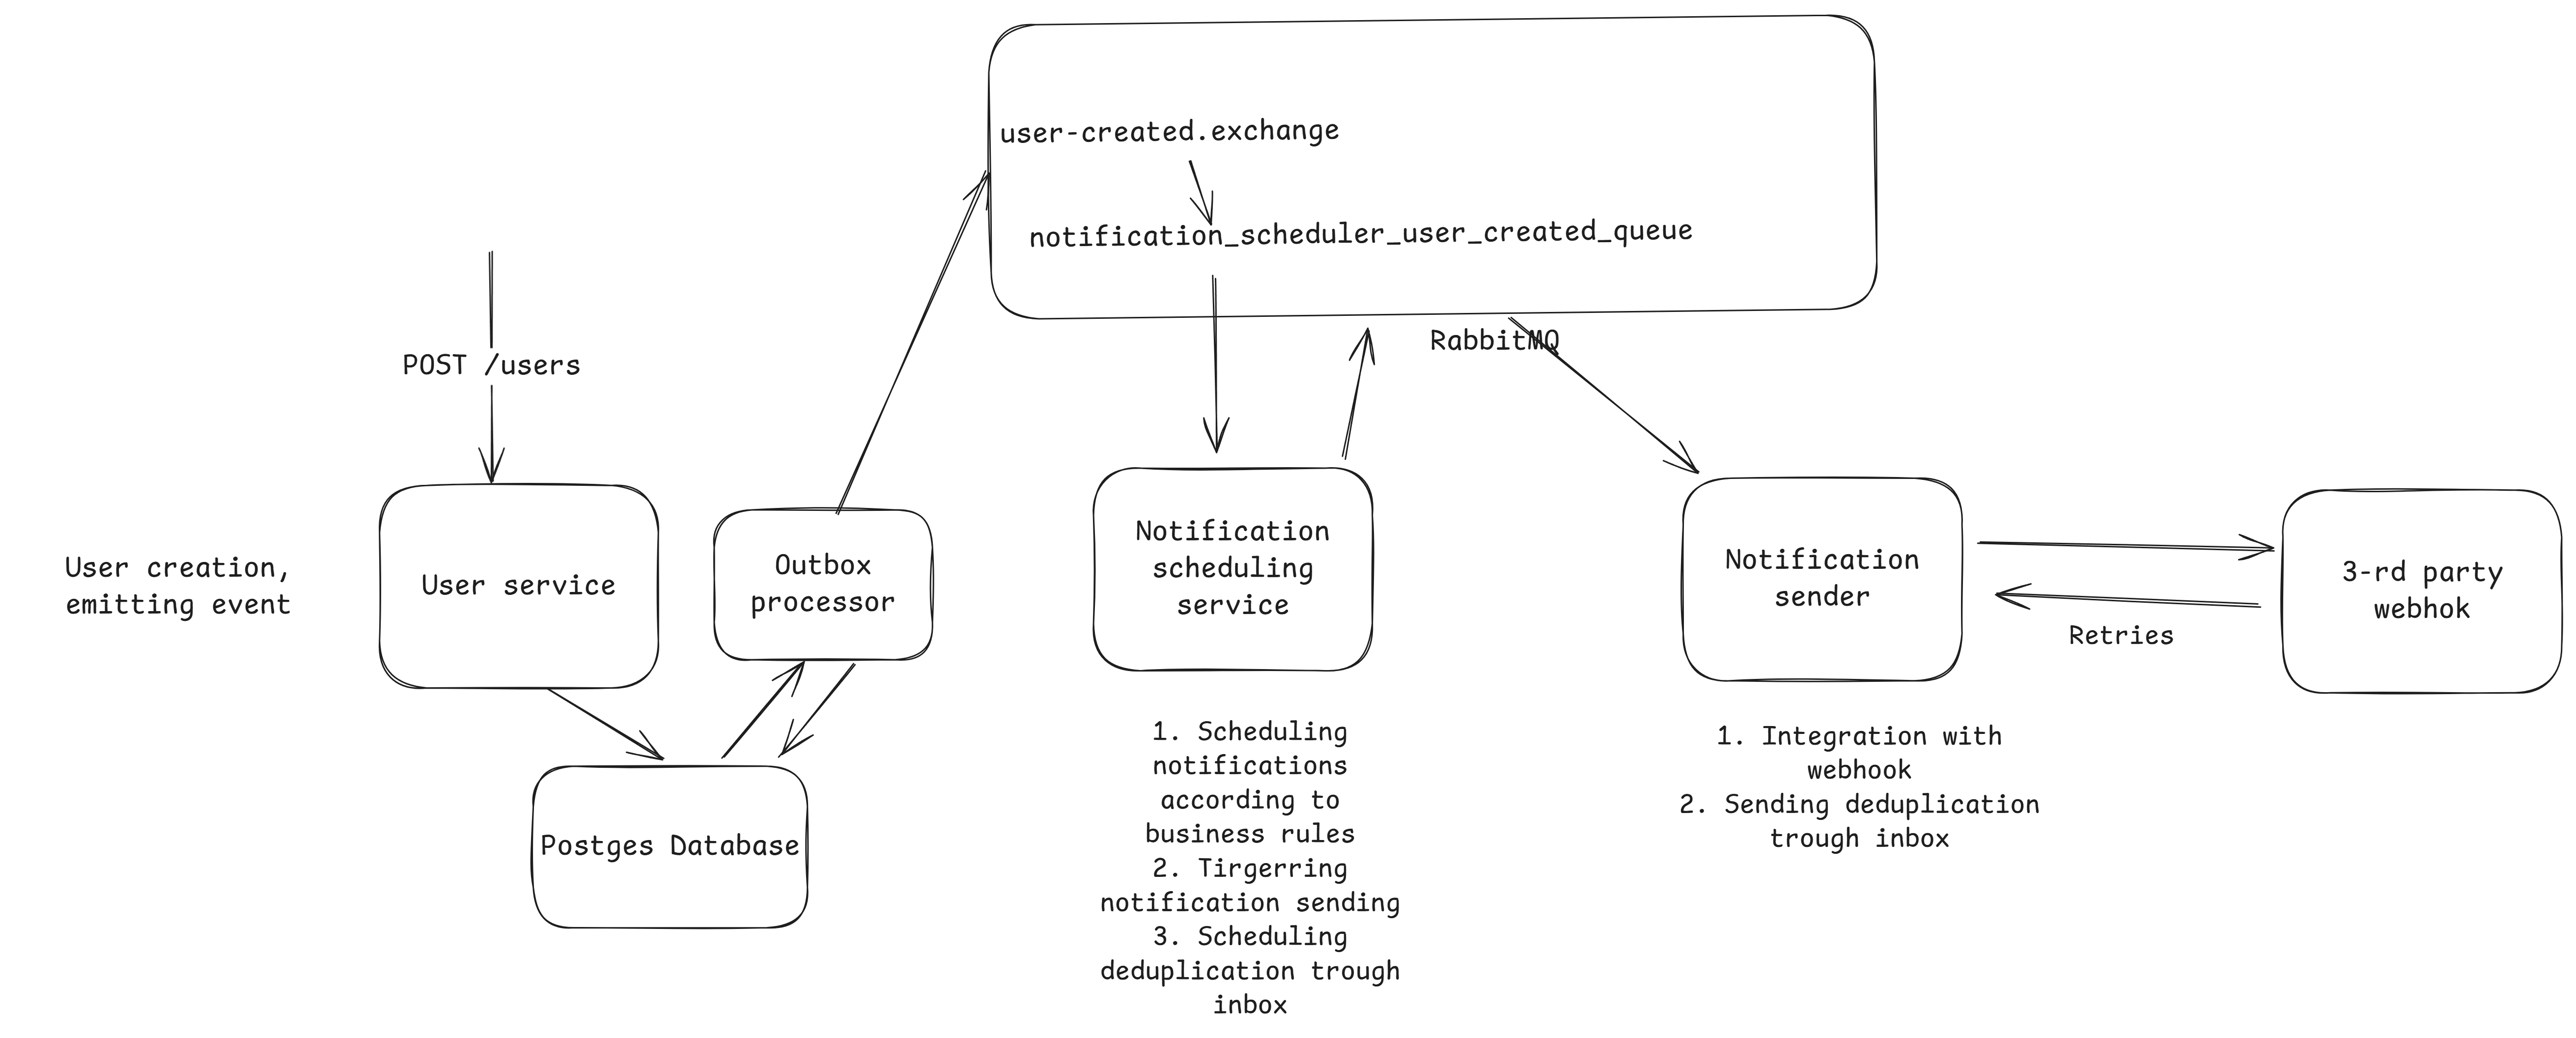 user-created.exchange
notification_scheduler_user_created_queue
RabbitMQ
POST /users
User creation,
emitting event
User service
Outbox
processor
Postges Database
Notification
scheduling
service
1. Scheduling
notifications
according to
business rules
2. Tirgerring
notification sending
3. Scheduling
deduplication trough
inbox
Notification
sender
1. Integration with
webhook
2. Sending deduplication
trough inbox
Retries
3-rd party
webhok